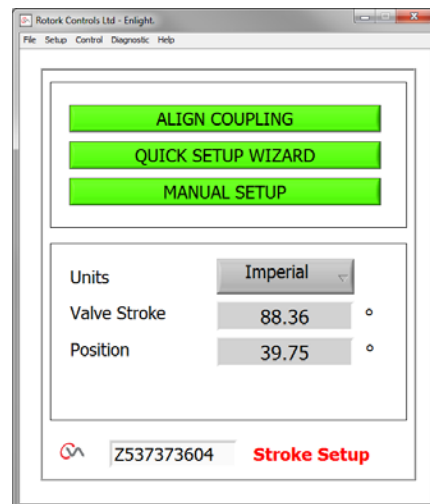 Rotork Controls Ltd - Enlight.
File Setup Control Diagnostic Help
ALIGN COUPLING
QUICK SETUP WIZARD
MANUAL SETUP
Units Imperial
Valve Stroke 88.36 °
Position 39.75 °
Z537373604 Stroke Setup